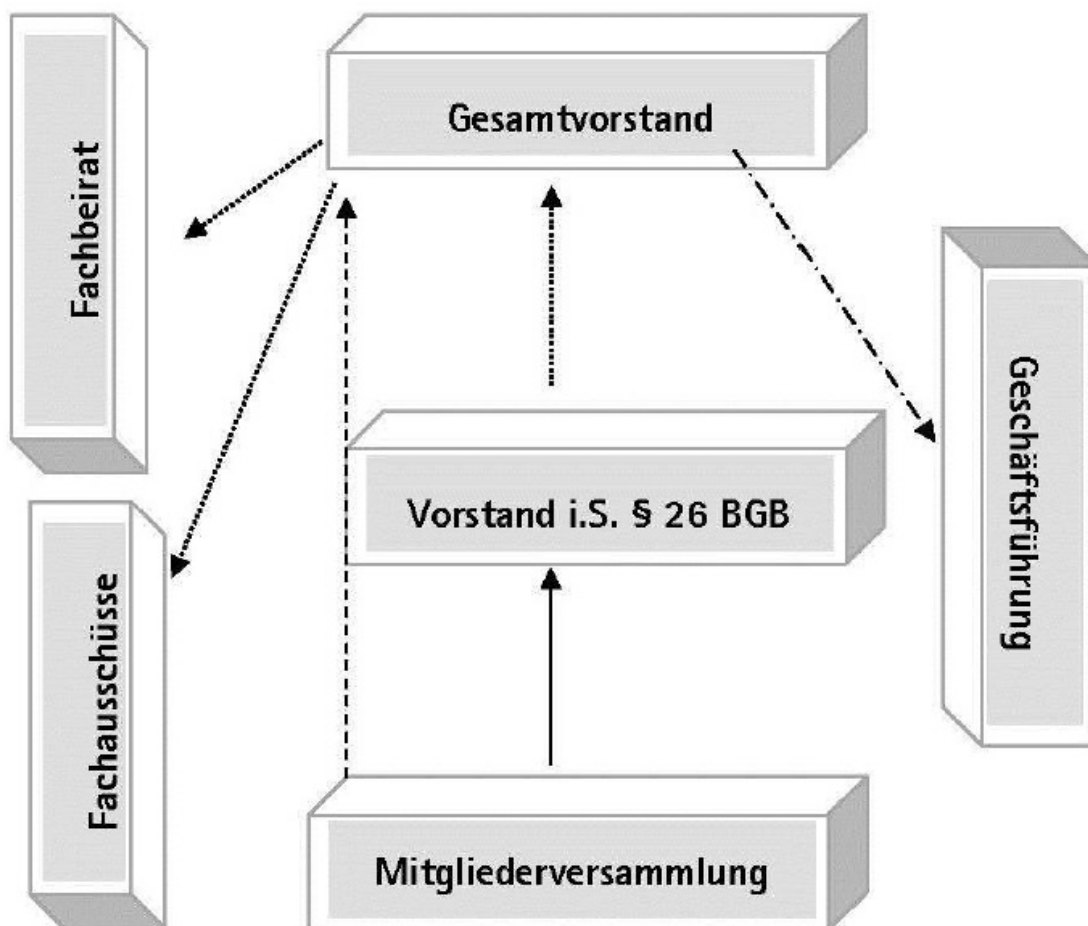 Gesamtvorstand
Fachbeirat
Geschäftsführung
Vorstand i.S. § 26 BGB
Fachausschüsse
Mitgliederversammlung